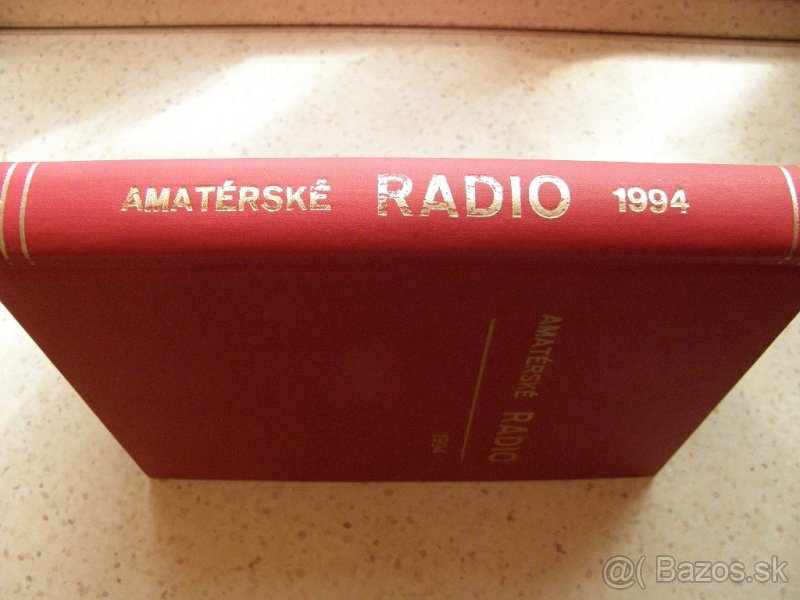 AMATÉRSKÉ RADIO 1994
AMATÉRSKÉ RADIO
1994
@ Bazos.sk